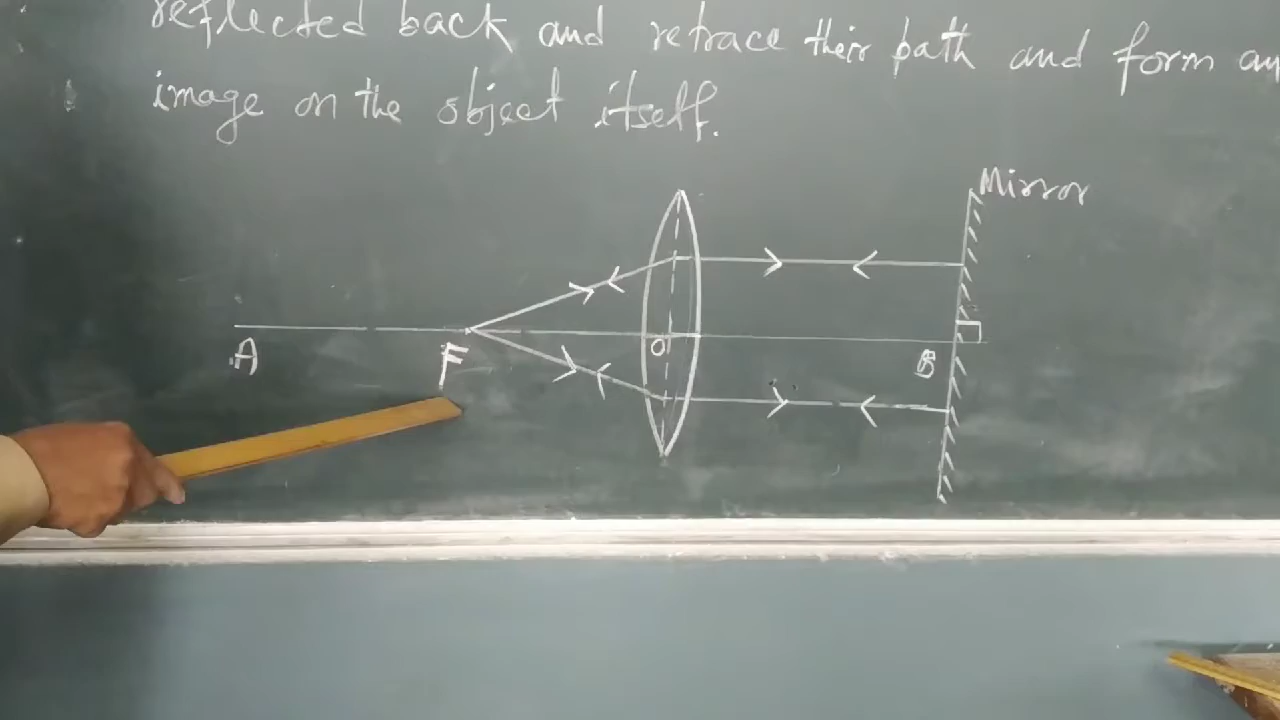 reflected back and retrace their path and form an
image on the object itself.
Mirror
A
F
O
B